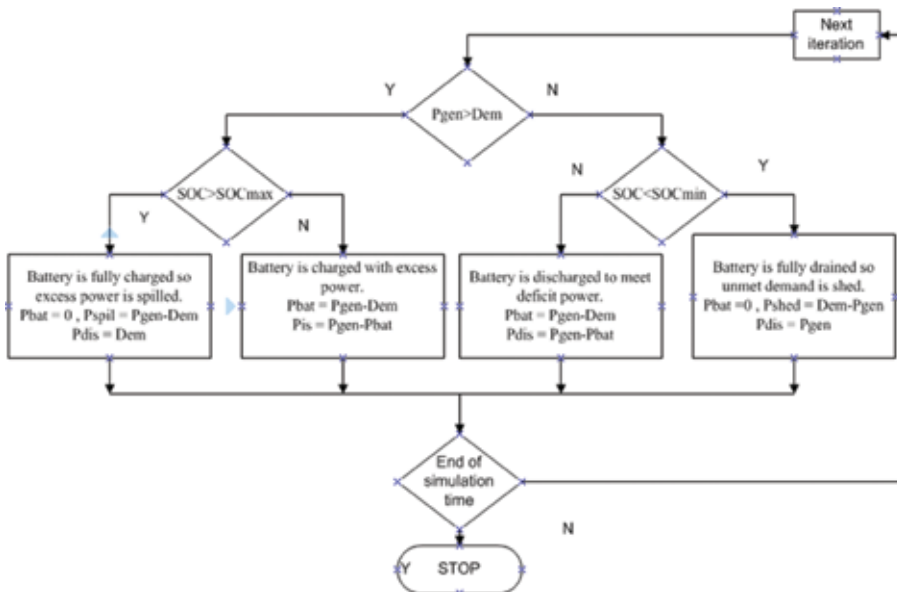 Next
iteration
Y
N
Pgen>Dem
N
Y
SOC>SOCmax
SOC<SOCmin
Y
N
Battery is fully charged so
excess power is spilled.
Pbat = 0 , Pspil = Pgen-Dem
Pdis = Dem
Battery is charged with excess
power.
Pbat = Pgen-Dem
Pis = Pgen-Pbat
Battery is discharged to meet
deficit power.
Pbat = Pgen-Dem
Pdis = Pgen-Pbat
Battery is fully drained so
unmet demand is shed.
Pbat =0 , Pshed = Dem-Pgen
Pdis = Pgen
End of
simulation
time
N
Y
STOP